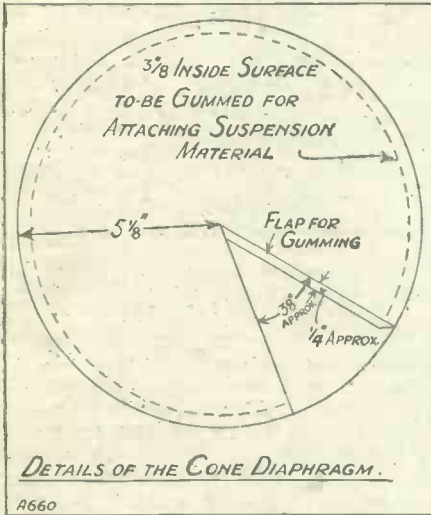 3/8" INSIDE SURFACE
TO-BE GUMMED FOR
ATTACHING SUSPENSION
MATERIAL
5 1/8"
FLAP FOR
GUMMING
38°
APPROX.
1/4" APPROX.
DETAILS OF THE CONE DIAPHRAGM.
A660